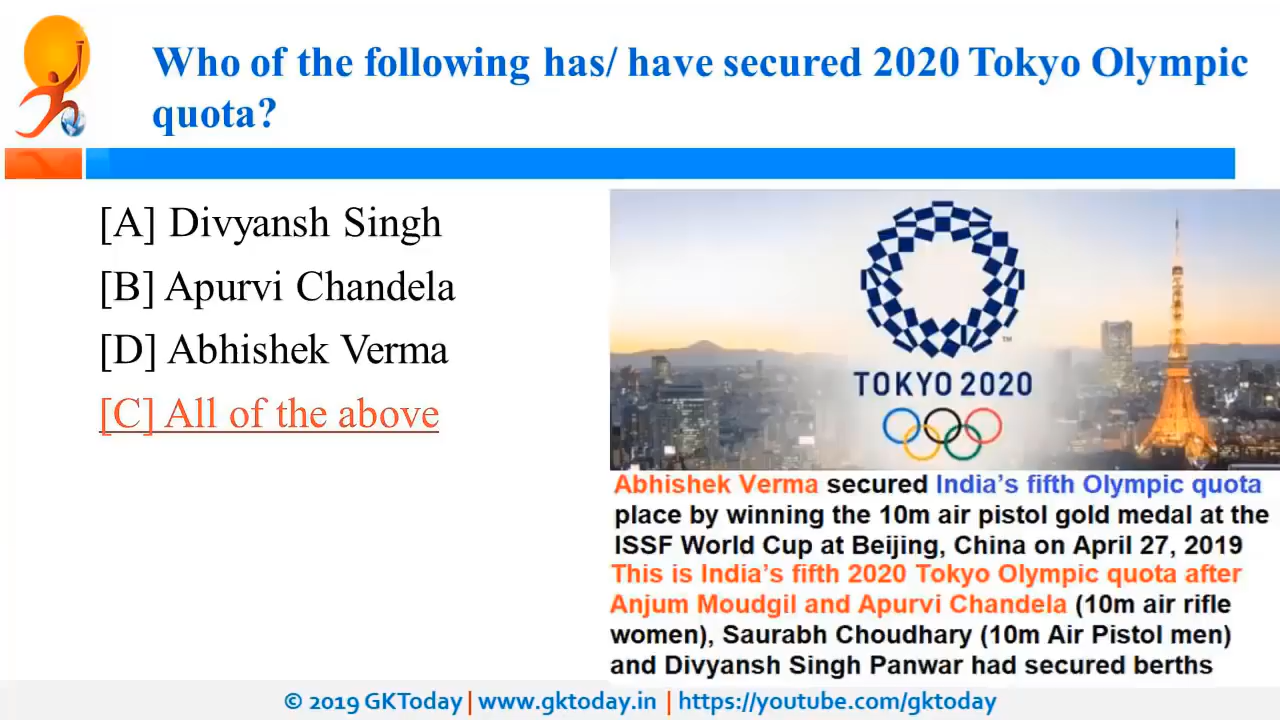 Who of the following has/ have secured 2020 Tokyo Olympic
quota?
[A] Divyansh Singh
[B] Apurvi Chandela
[D] Abhishek Verma
[C] All of the above
TOKYO 2020
TM
Abhishek Verma secured India's fifth Olympic quota
place by winning the 10m air pistol gold medal at the
ISSF World Cup at Beijing, China on April 27, 2019
This is India's fifth 2020 Tokyo Olympic quota after
Anjum Moudgil and Apurvi Chandela (10m air rifle
women), Saurabh Choudhary (10m Air Pistol men)
and Divyansh Singh Panwar had secured berths
© 2019 GKToday | www.gktoday.in | https://youtube.com/gktoday